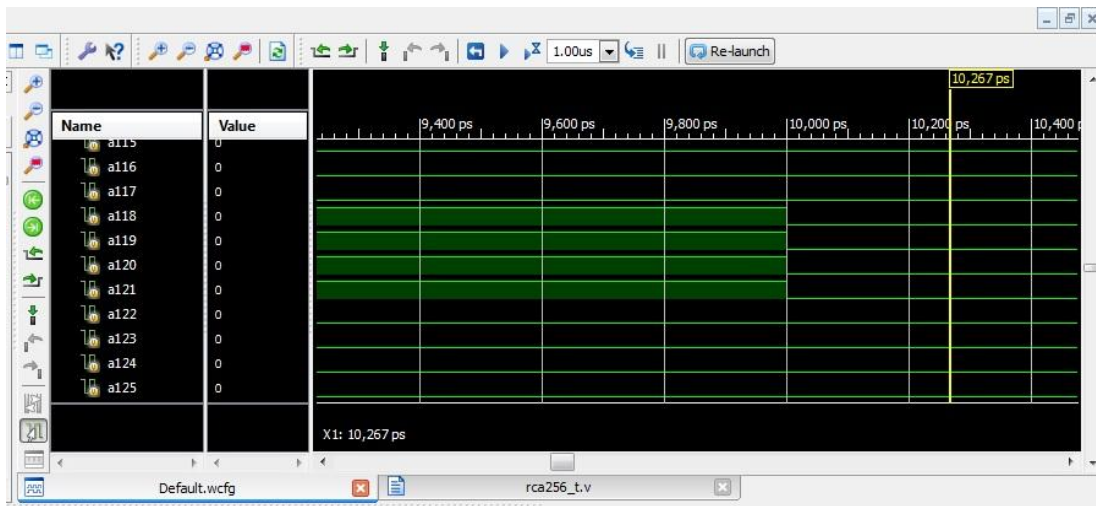 1.00us Re-launch
10,267 ps
Name Value
9,400 ps 9,600 ps 9,800 ps 10,000 ps 10,200 ps 10,400 p
a115 0
a116 0
a117 0
a118 0
a119 0
a120 0
a121 0
a122 0
a123 0
a124 0
a125 0
X1: 10,267 ps
Default.wcfg rca256_t.v